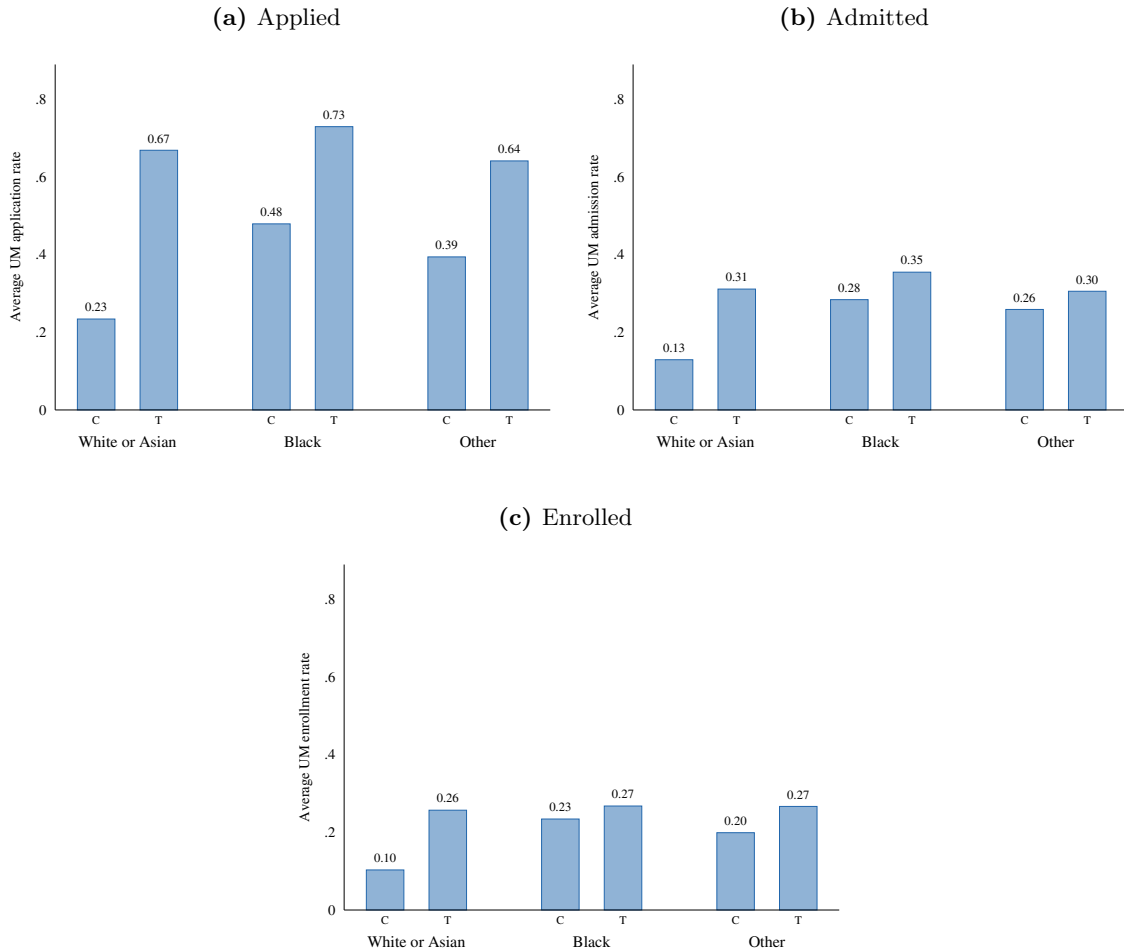 (a) Applied
Average UM application rate
.8
.6
.4
.2
0
0.23
0.67
0.48
0.73
0.39
0.64
C T C T C T
White or Asian Black Other
(b) Admitted
Average UM admission rate
.8
.6
.4
.2
0
0.13
0.31
0.28
0.35
0.26
0.30
C T C T C T
White or Asian Black Other
(c) Enrolled
Average UM enrollment rate
.8
.6
.4
.2
0
0.10
0.26
0.23
0.27
0.20
0.27
C T C T C T
White or Asian Black Other